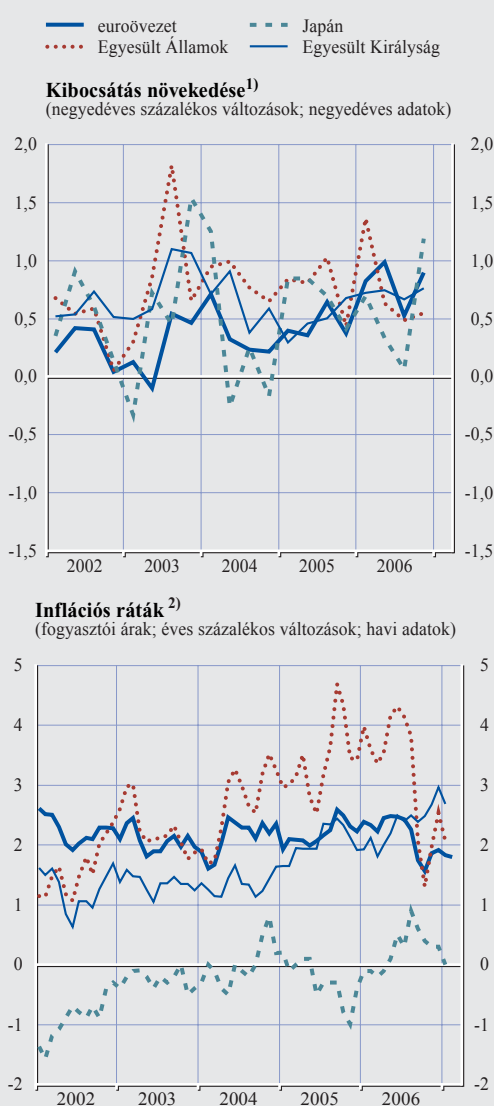 euroövezet Japán
Egyesült Államok Egyesült Királyság
Kibocsátás növekedése1)
(negyedéves százalékos változások; negyedéves adatok)
2,0 2,0
1,5 1,5
1,0 1,0
0,5 0,5
0,0 0,0
-0,5 -0,5
-1,0 -1,0
-1,5 -1,5
2002 2003 2004 2005 2006
Inflációs ráták 2)
(fogyasztói árak; éves százalékos változások; havi adatok)
5 5
4 4
3 3
2 2
1 1
0 0
-1 -1
-2 -2
2002 2003 2004 2005 2006